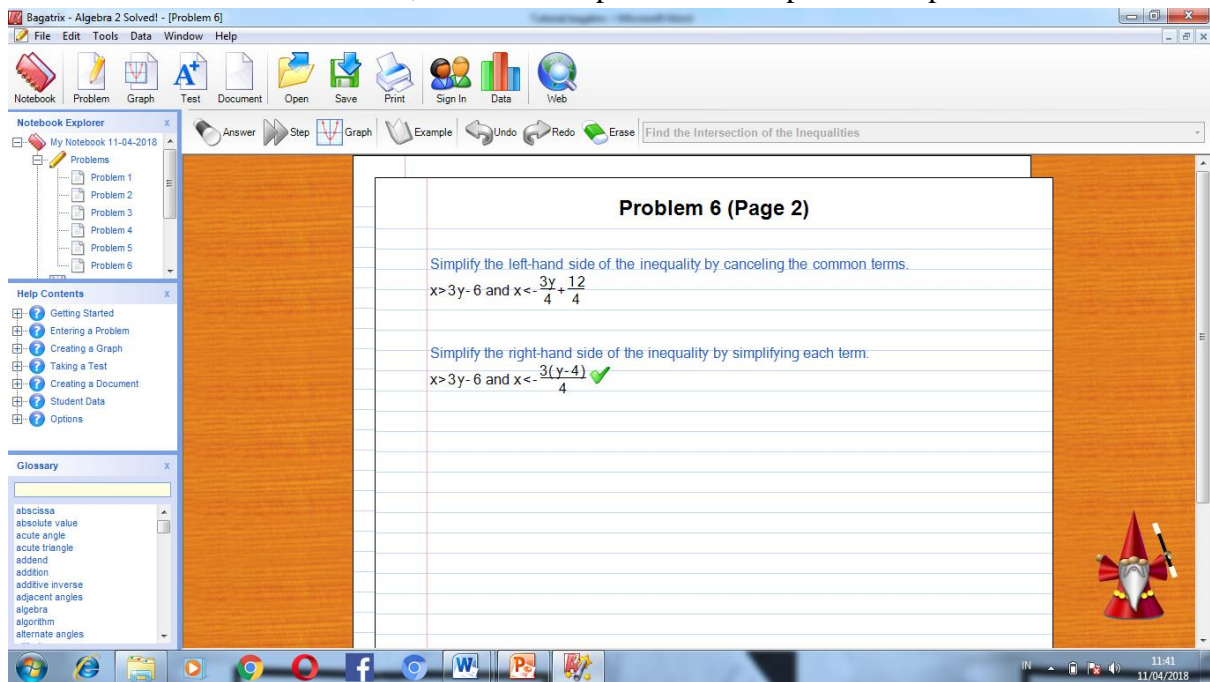 Bagatrix - Algebra 2 Solved! - [Problem 6]
File Edit Tools Data Window Help
Notebook Problem Graph Test Document Open Save Print Sign In Data Web
Notebook Explorer x
My Notebook 11-04-2018
Problems
Problem 1
Problem 2
Problem 3
Problem 4
Problem 5
Problem 6
Answer Step Graph Example Undo Redo Erase Find the Intersection of the Inequalities
Problem 6 (Page 2)
Simplify the left-hand side of the inequality by canceling the common terms.
x>3y-6 and x<-3y/4+12/4
Simplify the right-hand side of the inequality by simplifying each term.
x>3y-6 and x<-3(y-4)/4
Help Contents x
Getting Started
Entering a Problem
Creating a Graph
Taking a Test
Creating a Document
Student Data
Options
Glossary x
abscissa
absolute value
acute angle
acute triangle
addend
addition
additive inverse
adjacent angles
algebra
algorithm
alternate angles
IN 11:41
11/04/2018